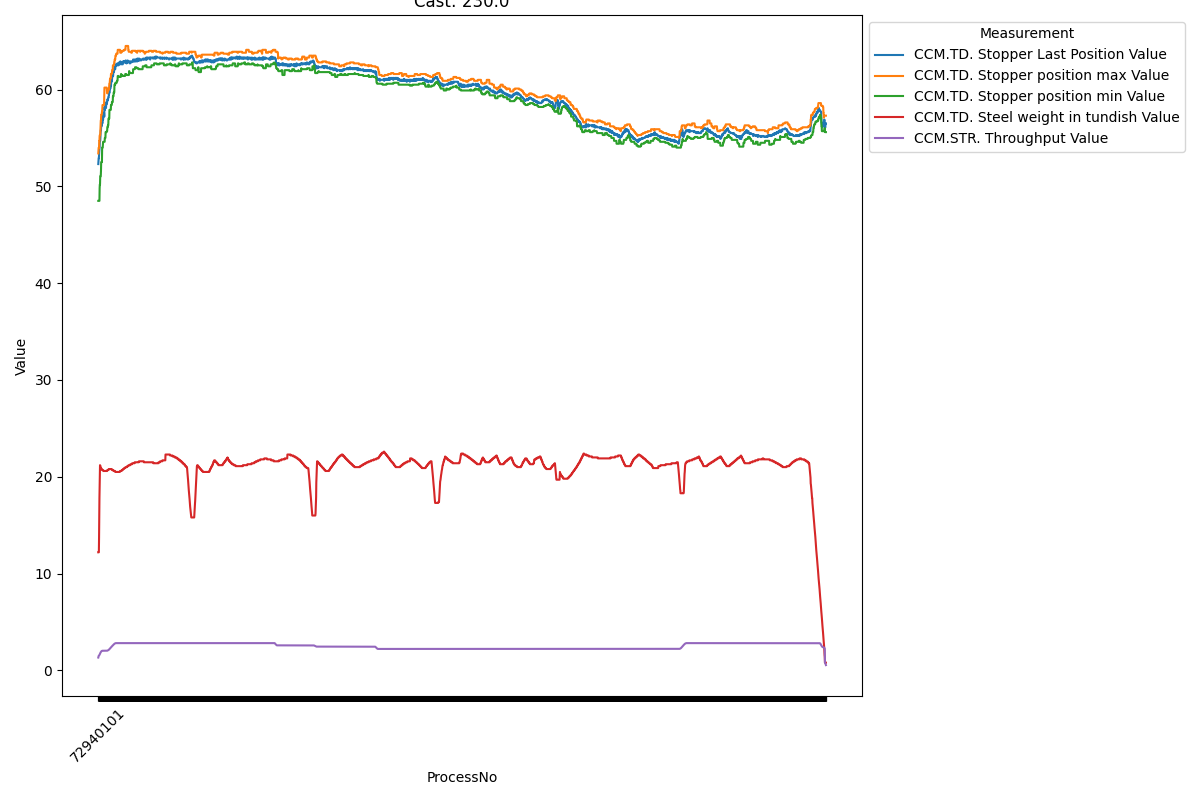 Cast: 230.0
Measurement
CCM.TD. Stopper Last Position Value
CCM.TD. Stopper position max Value
CCM.TD. Stopper position min Value
CCM.TD. Steel weight in tundish Value
CCM.STR. Throughput Value
Value
60
50
40
30
20
10
0
72940101
ProcessNo